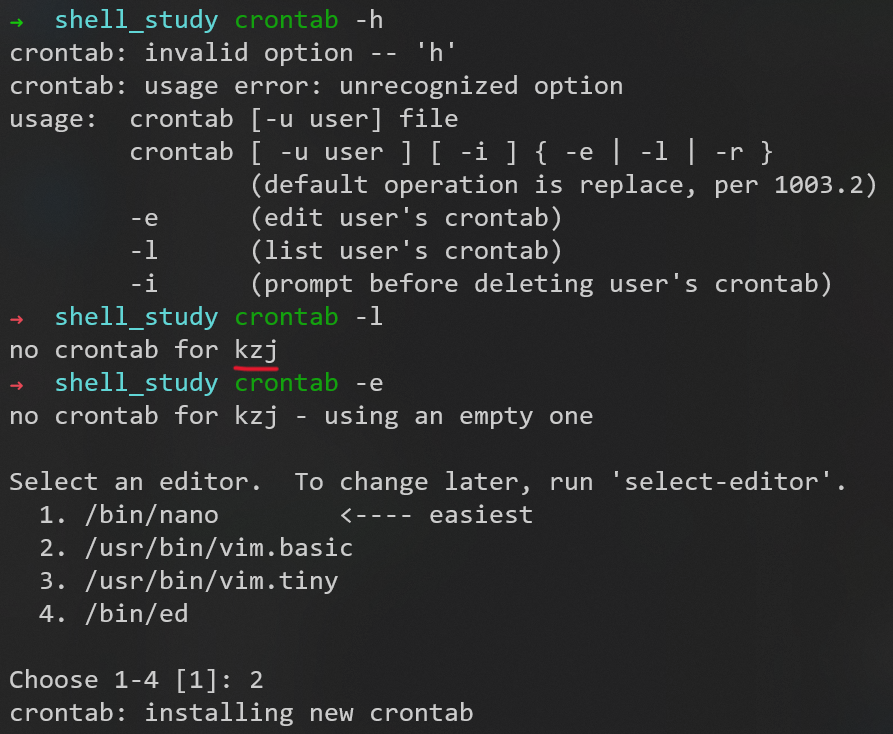 → shell_study crontab -h
crontab: invalid option -- 'h'
crontab: usage error: unrecognized option
usage:  crontab [-u user] file
        crontab [ -u user ] [ -i ] { -e | -l | -r }
                (default operation is replace, per 1003.2)
        -e      (edit user's crontab)
        -l      (list user's crontab)
        -i      (prompt before deleting user's crontab)
→ shell_study crontab -l
no crontab for kzj
→ shell_study crontab -e
no crontab for kzj - using an empty one
Select an editor.  To change later, run 'select-editor'.
  1. /bin/nano        <---- easiest
  2. /usr/bin/vim.basic
  3. /usr/bin/vim.tiny
  4. /bin/ed
Choose 1-4 [1]: 2
crontab: installing new crontab